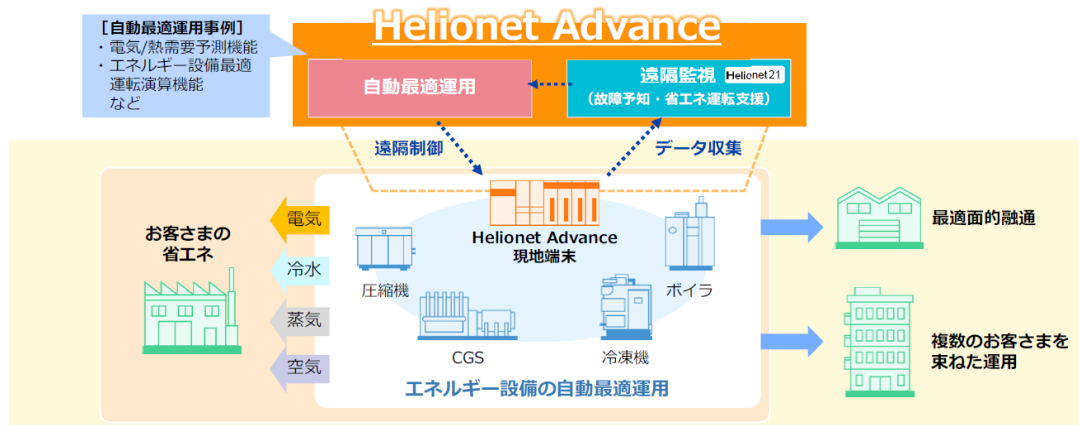 Helionet Advance
［自動最適運用事例］
・電気/熱需要予測機能
・エネルギー設備最適
運転演算機能
など
自動最適運用
遠隔監視 Helionet21
（故障予知・省エネ運転支援）
遠隔制御
データ収集
お客さまの
省エネ
電気
冷水
蒸気
空気
Helionet Advance
現地端末
圧縮機
ボイラ
CGS
冷凍機
エネルギー設備の自動最適運用
最適面的融通
複数のお客さまを
束ねた運用